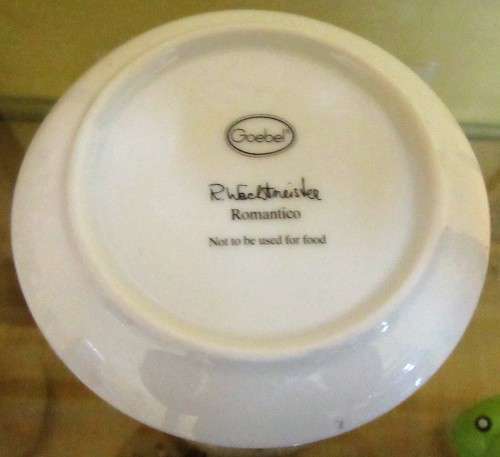 Goebel®
R.Wachtmeister
Romantico
Not to be used for food